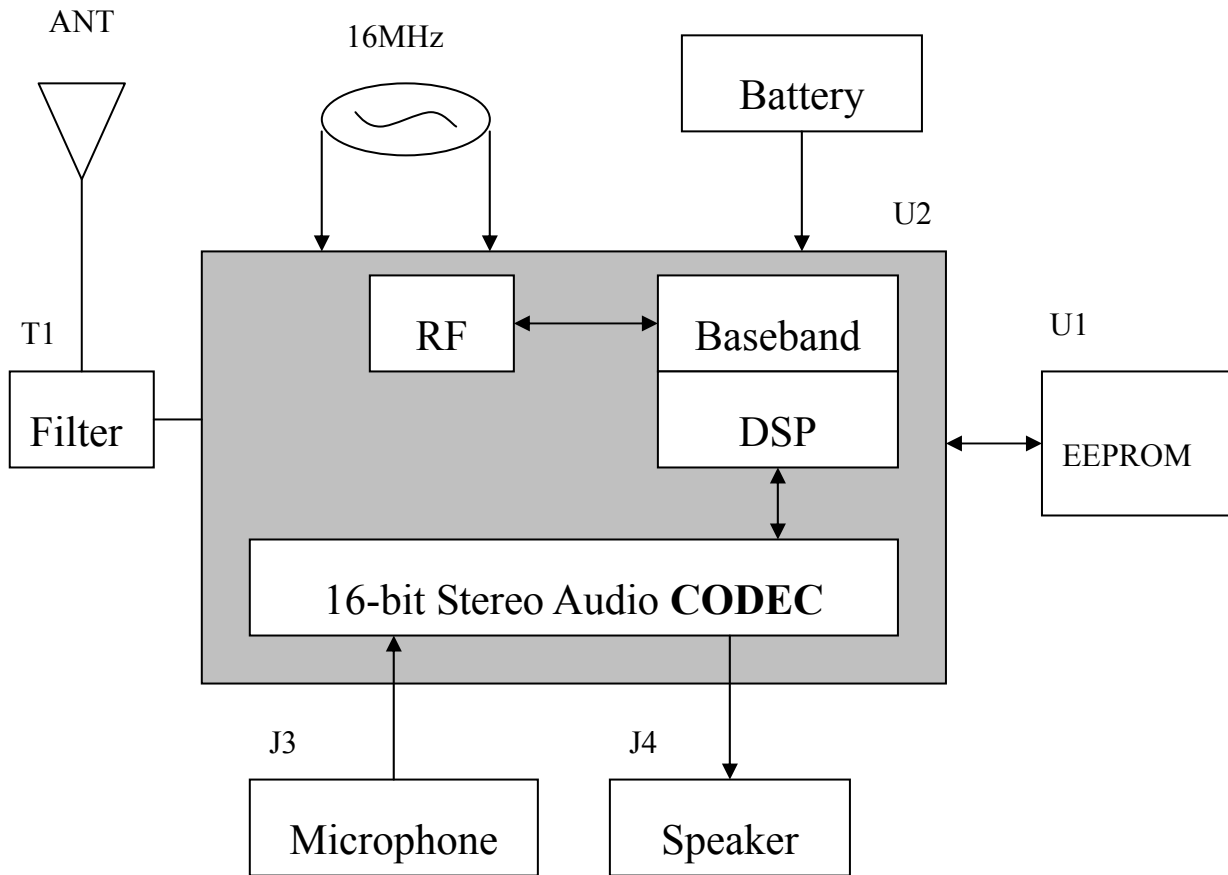 ANT
16MHz
Battery
U2
T1
RF
Baseband
U1
Filter
DSP
EEPROM
16-bit Stereo Audio CODEC
J3
J4
Microphone
Speaker